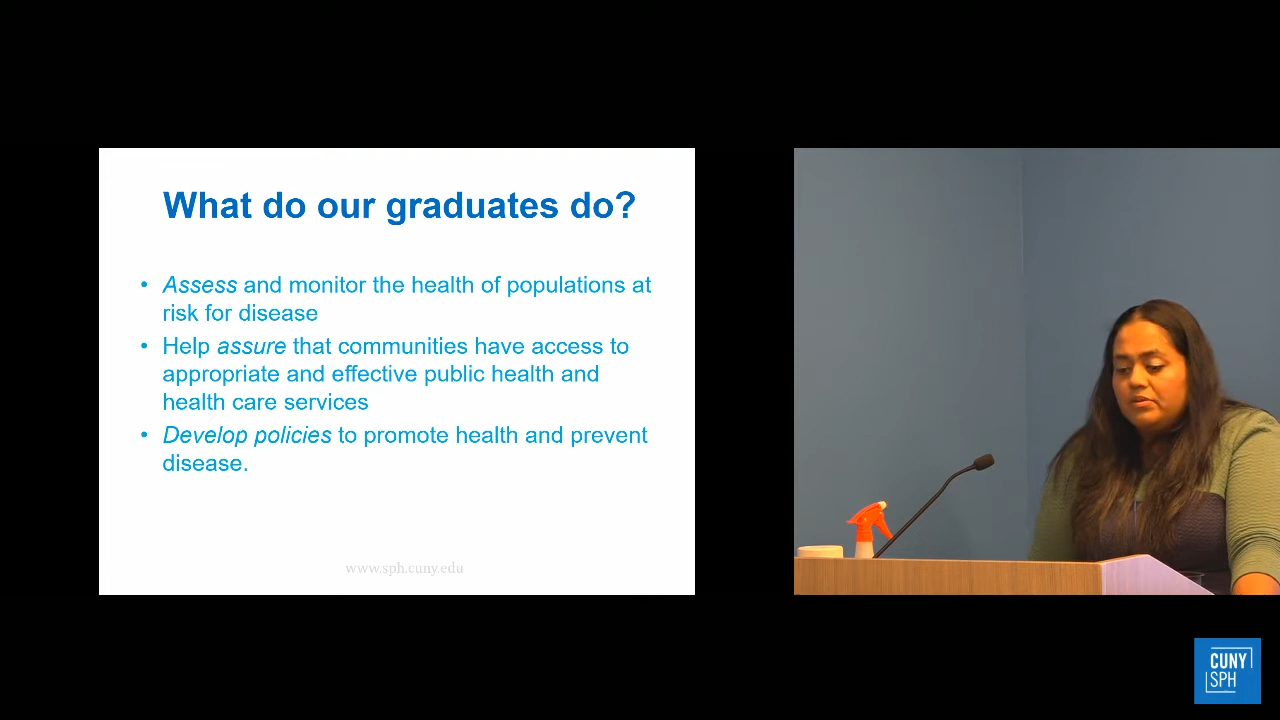 What do our graduates do?
• Assess and monitor the health of populations at
risk for disease
• Help assure that communities have access to
appropriate and effective public health and
health care services
• Develop policies to promote health and prevent
disease.
www.sph.cuny.edu
CUNY
SPH